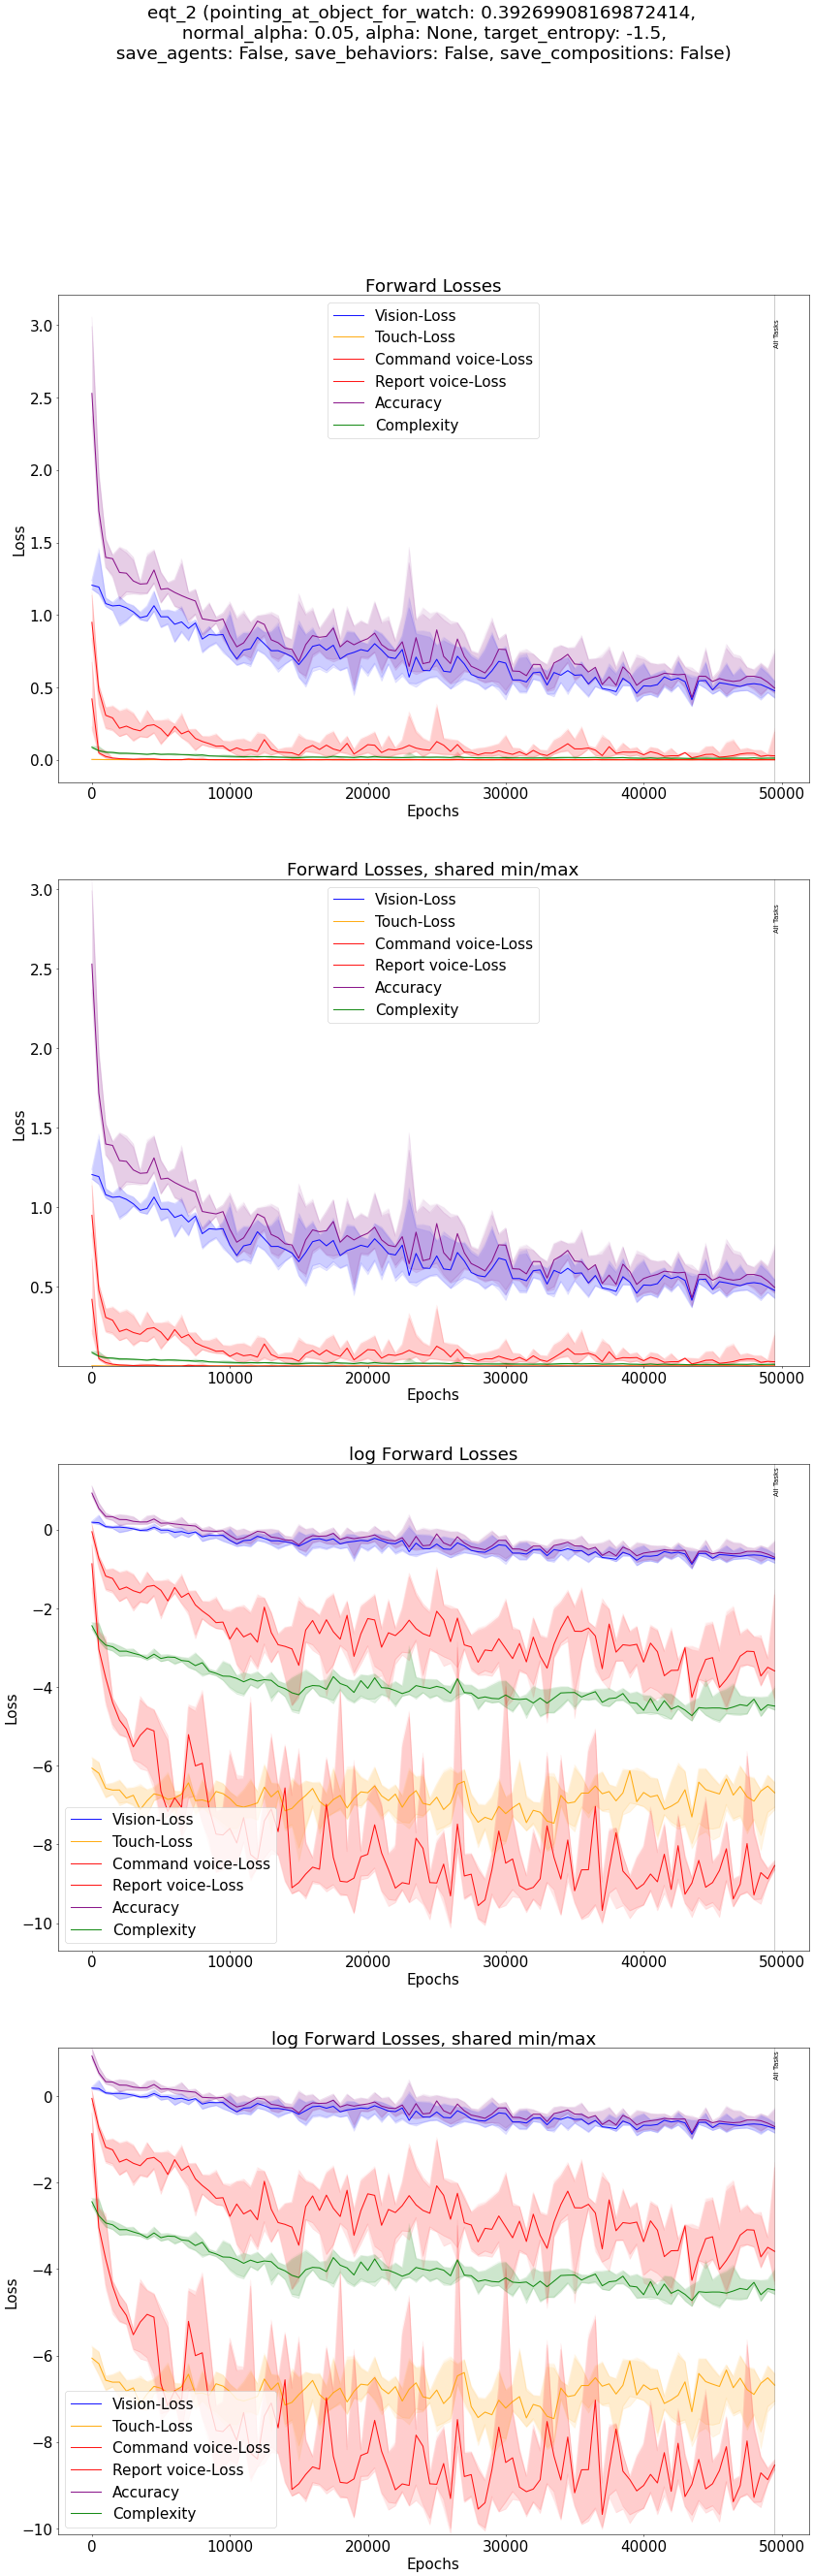 eqt_2 (pointing_at_object_for_watch: 0.39269908169872414,
normal_alpha: 0.05, alpha: None, target_entropy: -1.5,
save_agents: False, save_behaviors: False, save_compositions: False)
Forward Losses
Loss
3.0
2.5
2.0
1.5
1.0
0.5
0.0
Vision-Loss
Touch-Loss
Command voice-Loss
Report voice-Loss
Accuracy
Complexity
All Tasks
0 10000 20000 30000 40000 50000
Epochs
Forward Losses, shared min/max
Loss
3.0
2.5
2.0
1.5
1.0
0.5
Vision-Loss
Touch-Loss
Command voice-Loss
Report voice-Loss
Accuracy
Complexity
All Tasks
0 10000 20000 30000 40000 50000
Epochs
log Forward Losses
Loss
0
−2
−4
−6
−8
−10
All Tasks
Vision-Loss
Touch-Loss
Command voice-Loss
Report voice-Loss
Accuracy
Complexity
0 10000 20000 30000 40000 50000
Epochs
log Forward Losses, shared min/max
Loss
0
−2
−4
−6
−8
−10
All Tasks
Vision-Loss
Touch-Loss
Command voice-Loss
Report voice-Loss
Accuracy
Complexity
0 10000 20000 30000 40000 50000
Epochs